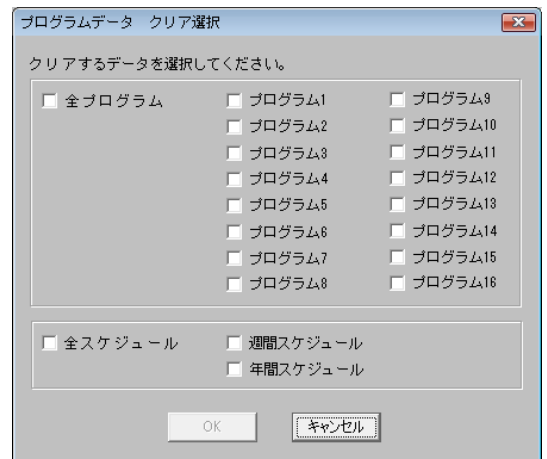 プログラムデータ クリア選択
クリアするデータを選択してください。
全プログラム
プログラム1
プログラム2
プログラム3
プログラム4
プログラム5
プログラム6
プログラム7
プログラム8
プログラム9
プログラム10
プログラム11
プログラム12
プログラム13
プログラム14
プログラム15
プログラム16
全スケジュール
週間スケジュール
年間スケジュール
OK
キャンセル